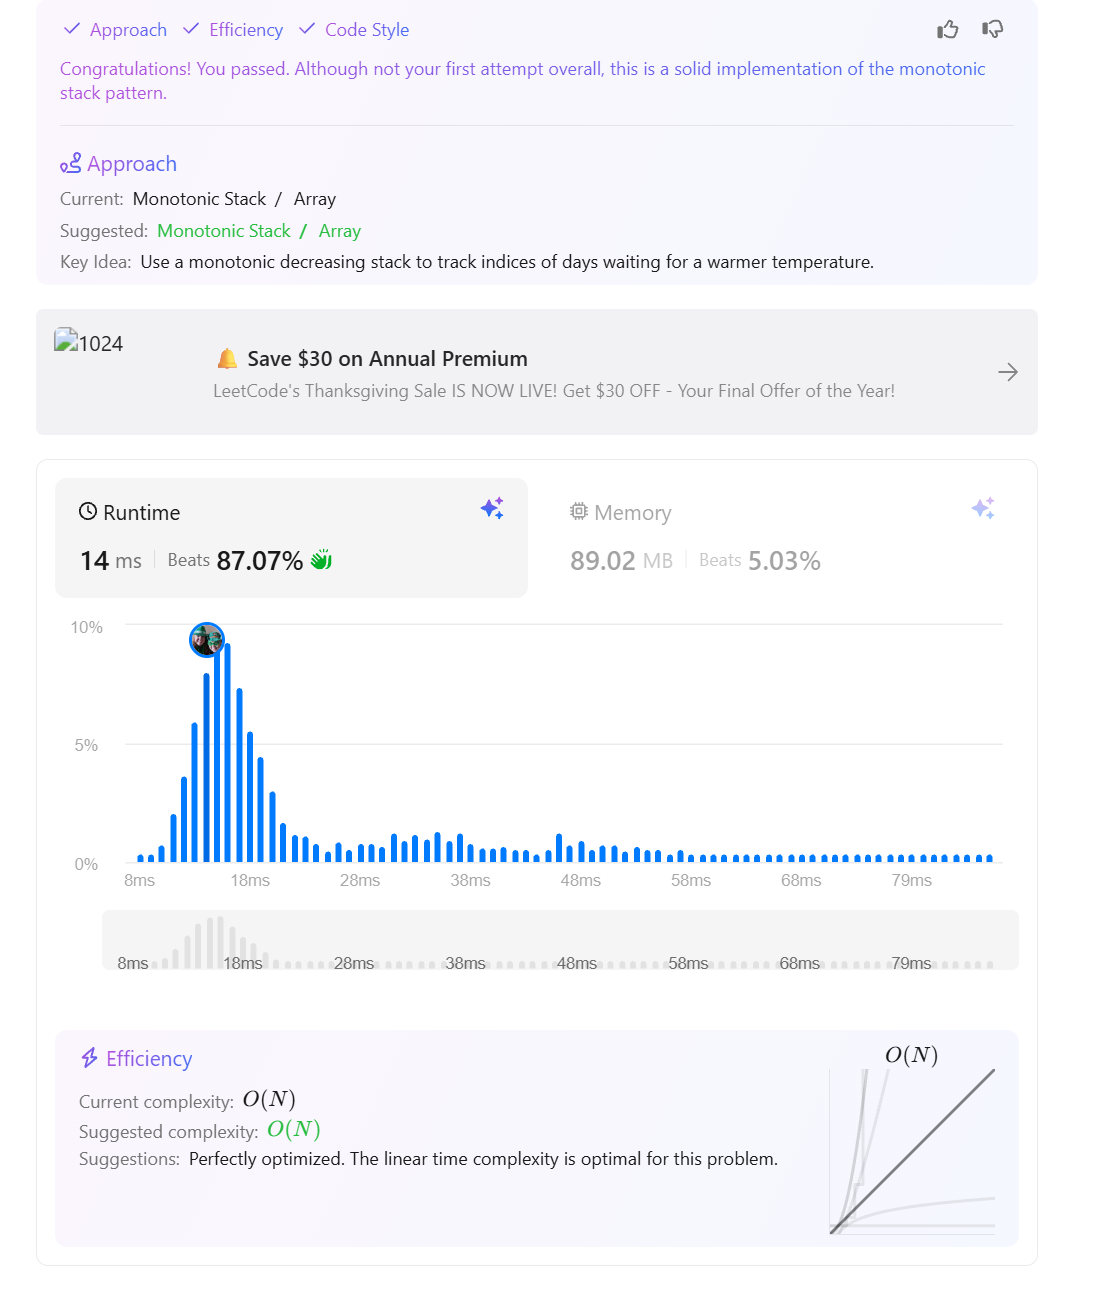 Approach Efficiency Code Style
Congratulations! You passed. Although not your first attempt overall, this is a solid implementation of the monotonic
stack pattern.
Approach
Current: Monotonic Stack / Array
Suggested: Monotonic Stack / Array
Key Idea: Use a monotonic decreasing stack to track indices of days waiting for a warmer temperature.
1024
Save $30 on Annual Premium
LeetCode's Thanksgiving Sale IS NOW LIVE! Get $30 OFF - Your Final Offer of the Year!
Runtime
14 ms Beats 87.07%
Memory
89.02 MB Beats 5.03%
10%
5%
0%
8ms 18ms 28ms 38ms 48ms 58ms 68ms 79ms
8ms 18ms 28ms 38ms 48ms 58ms 68ms 79ms
Efficiency
Current complexity: O(N)
Suggested complexity: O(N)
Suggestions: Perfectly optimized. The linear time complexity is optimal for this problem.
O(N)